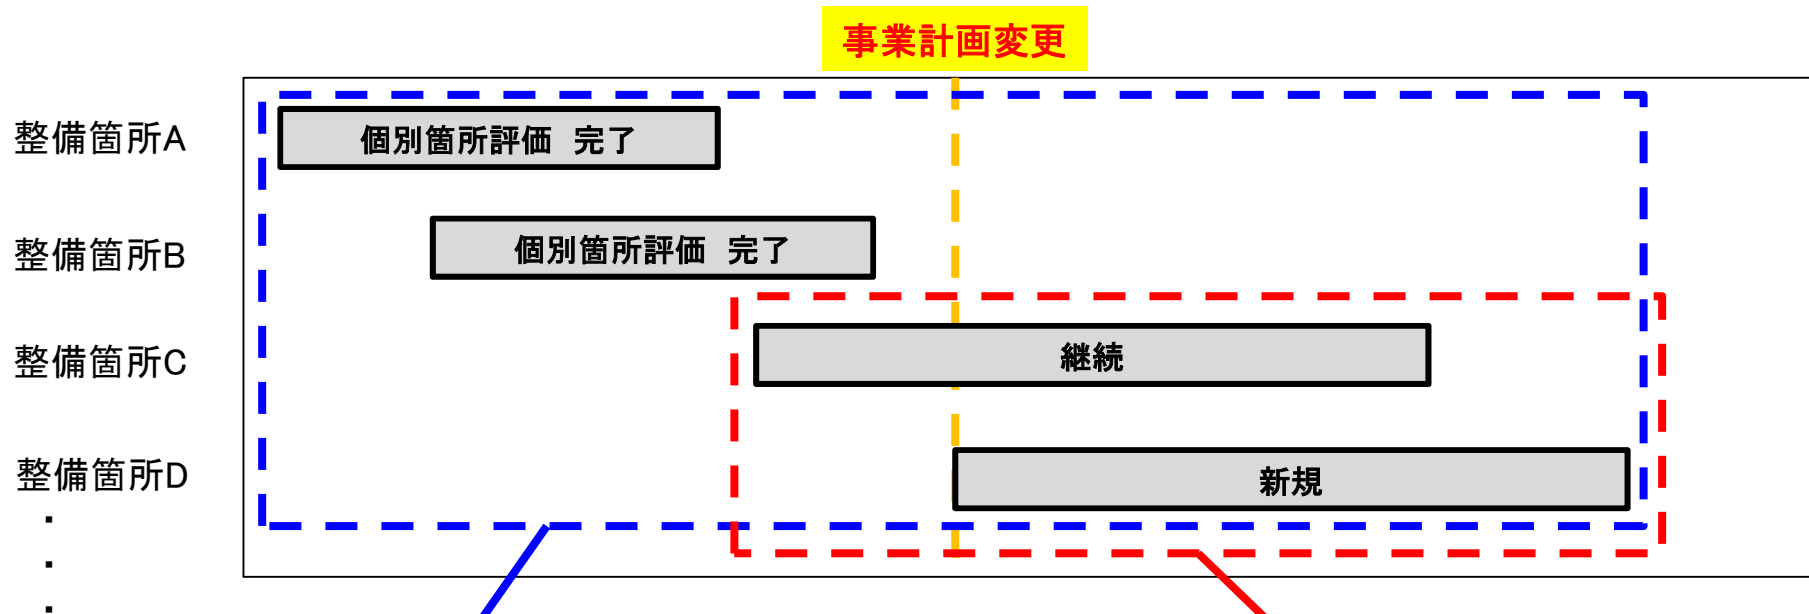 事業計画変更
整備箇所A
個別箇所評価　完了
整備箇所B
個別箇所評価　完了
整備箇所C
継続
整備箇所D
新規
・
・
・